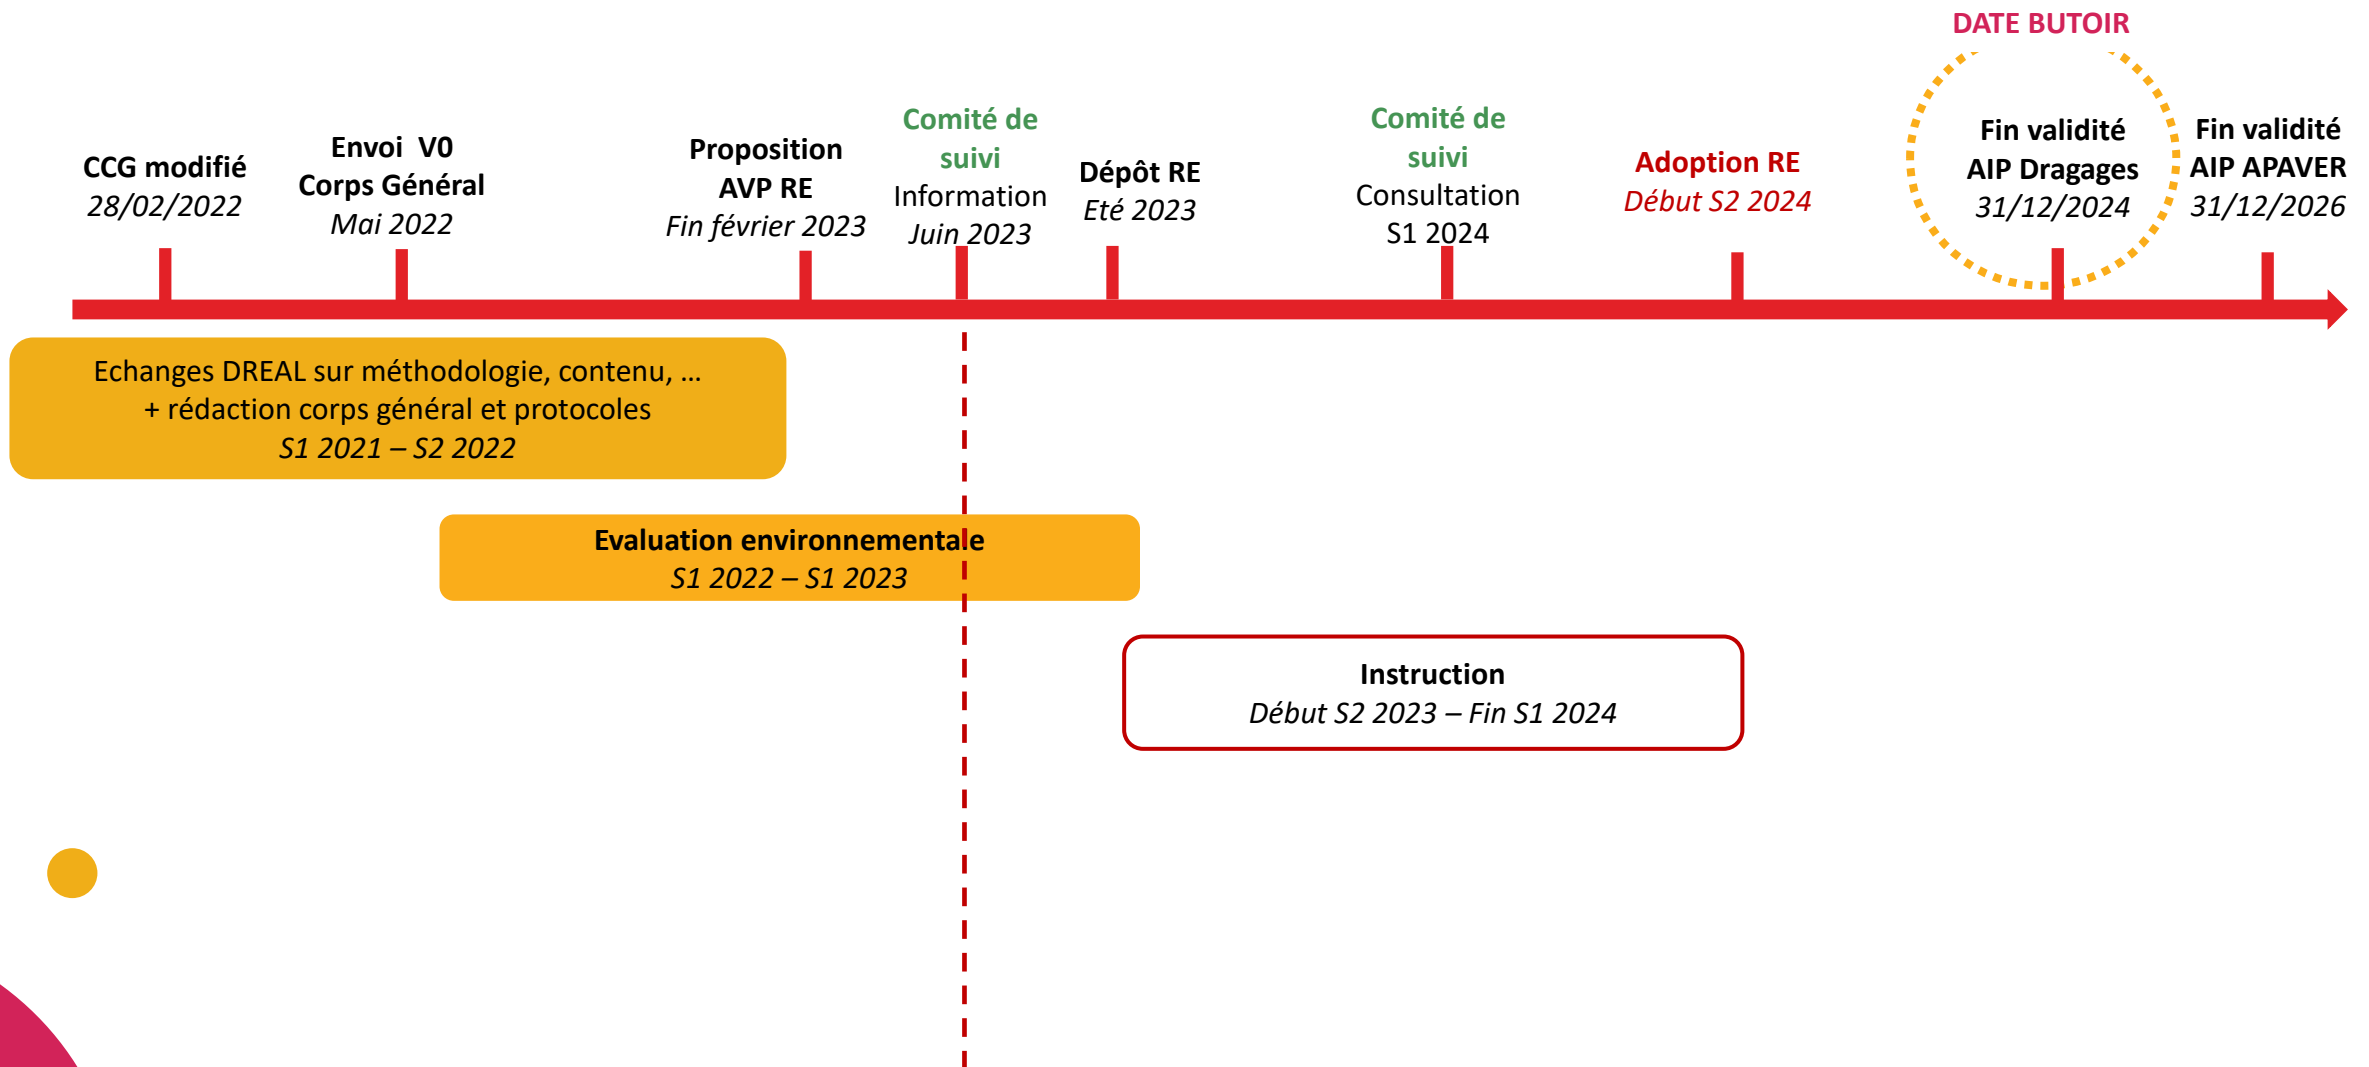 DATE BUTOIR
CCG modifié
28/02/2022
Envoi V0
Corps Général
Mai 2022
Proposition
AVP RE
Fin février 2023
Comité de
suivi
Information
Juin 2023
Dépôt RE
Eté 2023
Comité de
suivi
Consultation
S1 2024
Adoption RE
Début S2 2024
Fin validité
AIP Dragages
31/12/2024
Fin validité
AIP APAVER
31/12/2026
Echanges DREAL sur méthodologie, contenu, …
+ rédaction corps général et protocoles
S1 2021 – S2 2022
Evaluation environnementale
S1 2022 – S1 2023
Instruction
Début S2 2023 – Fin S1 2024